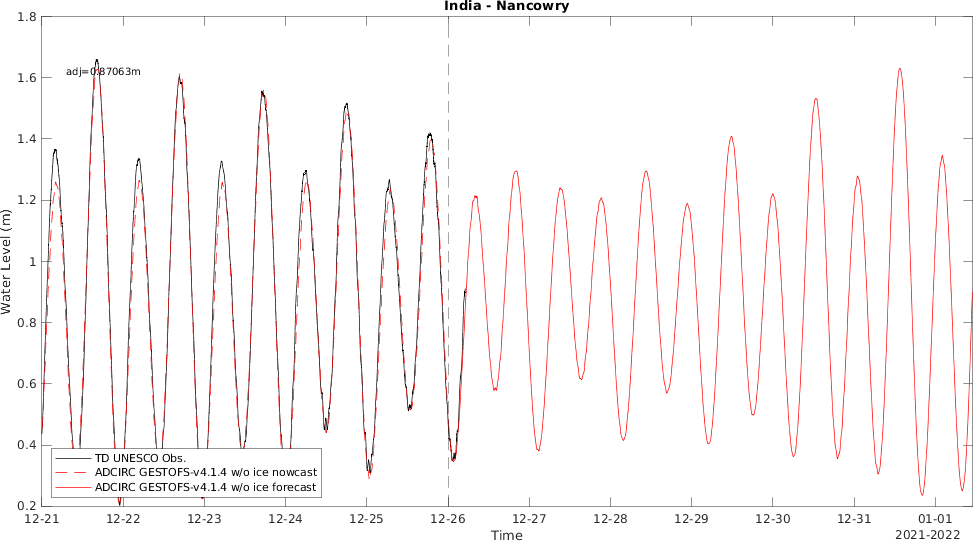 India - Nancowry
1.8
1.6
1.4
1.2
1
0.8
0.6
0.4
0.2
Water Level (m)
adj=0.87063m
TD UNESCO Obs.
ADCIRC GESTOFS-v4.1.4 w/o ice nowcast
ADCIRC GESTOFS-v4.1.4 w/o ice forecast
12-21 12-22 12-23 12-24 12-25 12-26 12-27 12-28 12-29 12-30 12-31 01-01
Time
2021-2022